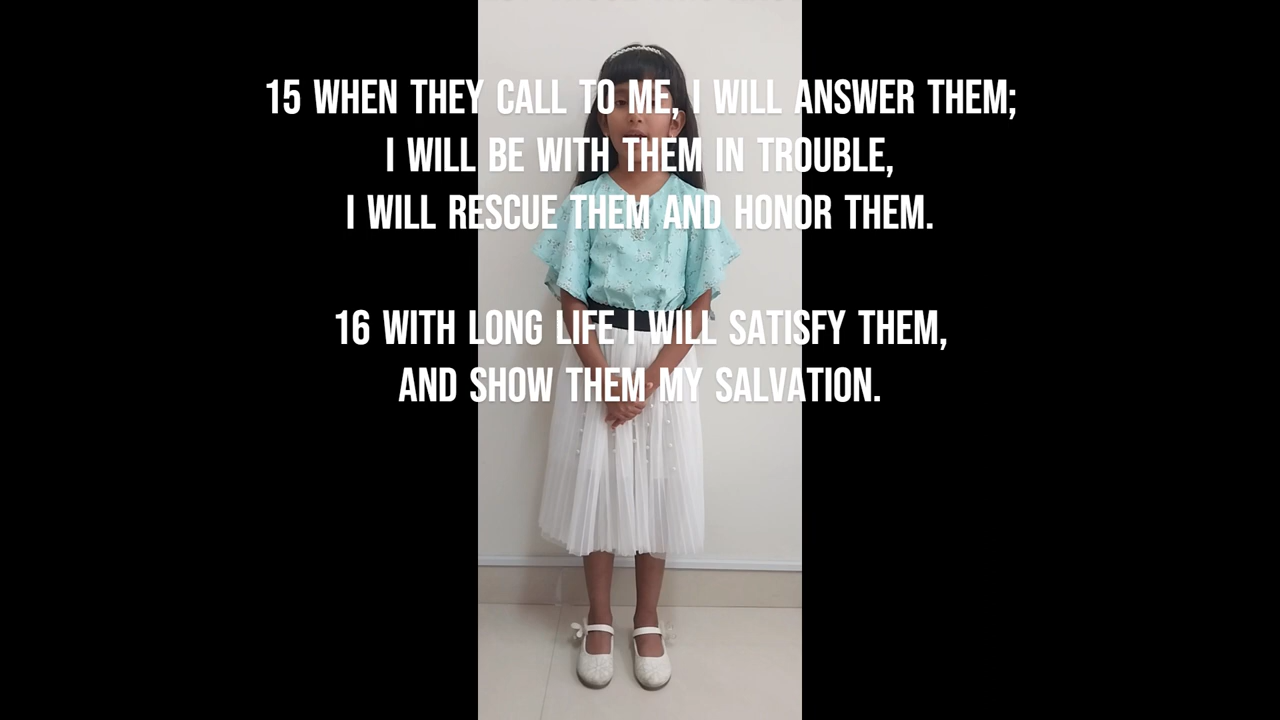 15 WHEN THEY CALL TO ME, I WILL ANSWER THEM;
I WILL BE WITH THEM IN TROUBLE,
I WILL RESCUE THEM AND HONOR THEM.
16 WITH LONG LIFE I WILL SATISFY THEM,
AND SHOW THEM MY SALVATION.